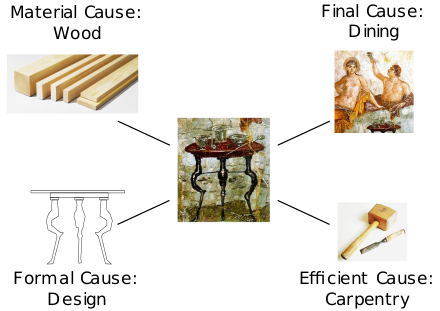 Material Cause:
Wood
Final Cause:
Dining
Formal Cause:
Design
Efficient Cause:
Carpentry